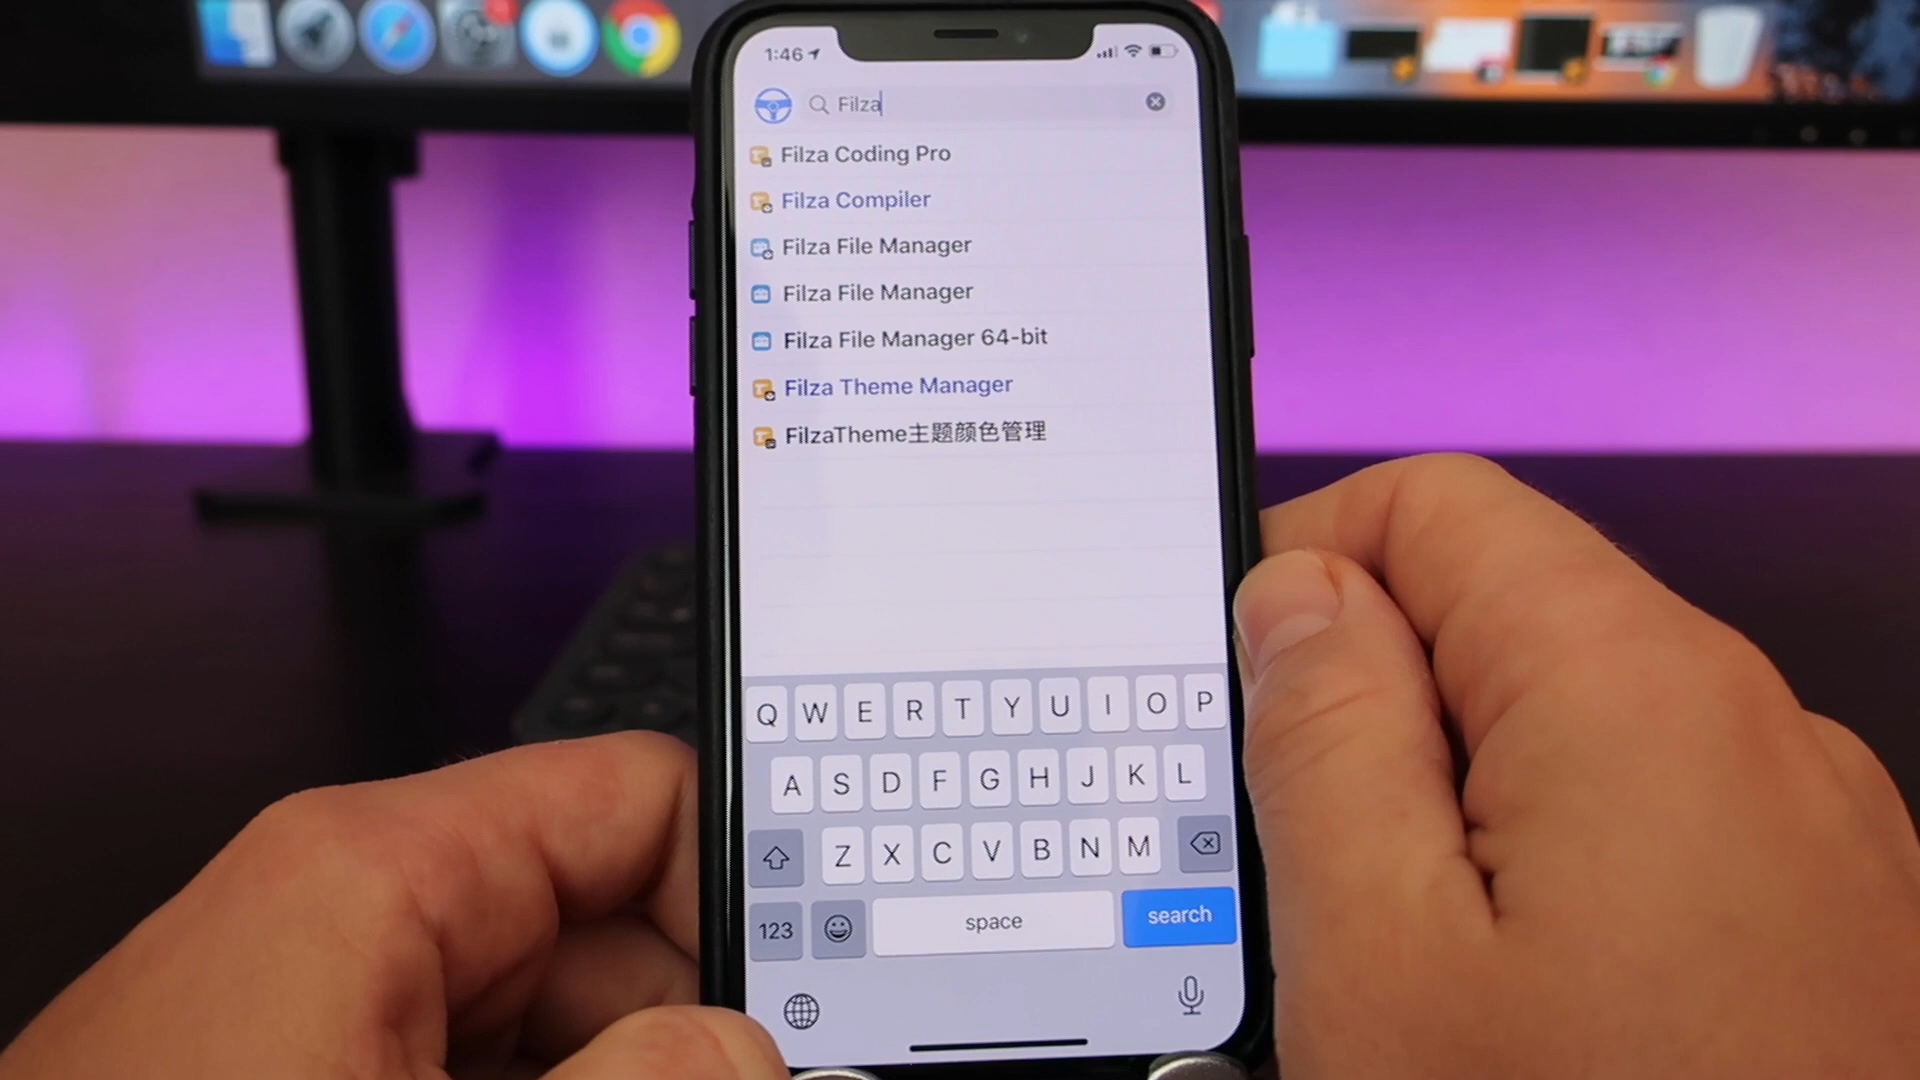 1:46
Filza
Filza Coding Pro
Filza Compiler
Filza File Manager
Filza File Manager
Filza File Manager 64-bit
Filza Theme Manager
FilzaTheme主题颜色管理
Q W E R T Y U I O P
A S D F G H J K L
Z X C V B N M
123 space search